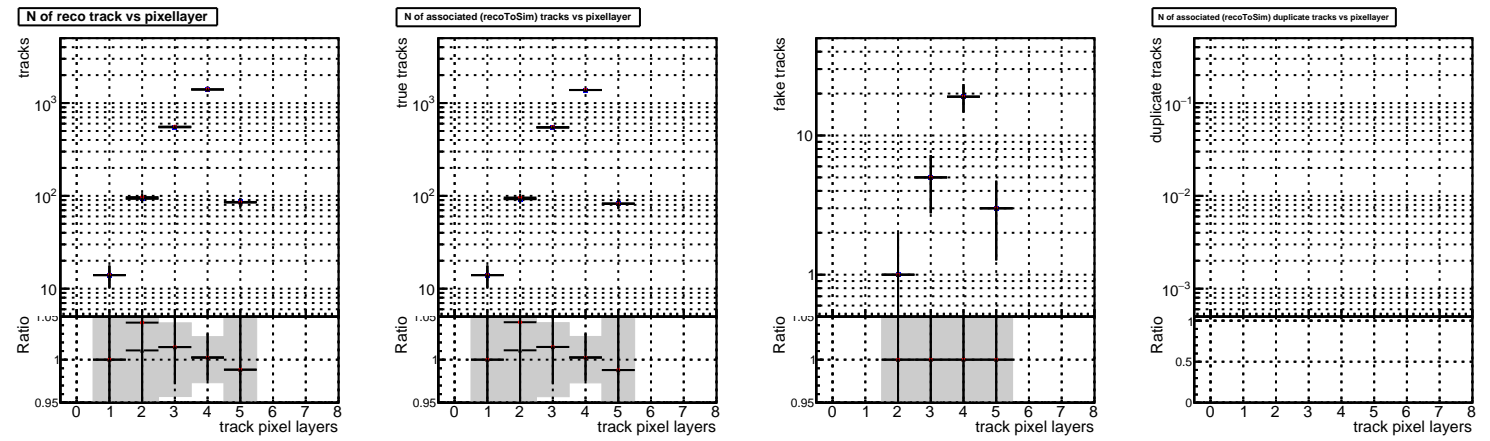 N of reco track vs pixellayer
tracks
10³
10²
10
Ratio
1.05
1
0.95
0 1 2 3 4 5 6 7 8
track pixel layers
N of associated (recoToSim) tracks vs pixellayer
true tracks
10³
10²
10
Ratio
1.05
1
0.95
0 1 2 3 4 5 6 7 8
track pixel layers
fake tracks
10
1
Ratio
1.05
1
0.95
0 1 2 3 4 5 6 7 8
track pixel layers
N of associated (recoToSim) duplicate tracks vs pixellayer
duplicate tracks
10⁻¹
10⁻²
10⁻³
Ratio
1
0.5
0
0 1 2 3 4 5 6 7 8
track pixel layers